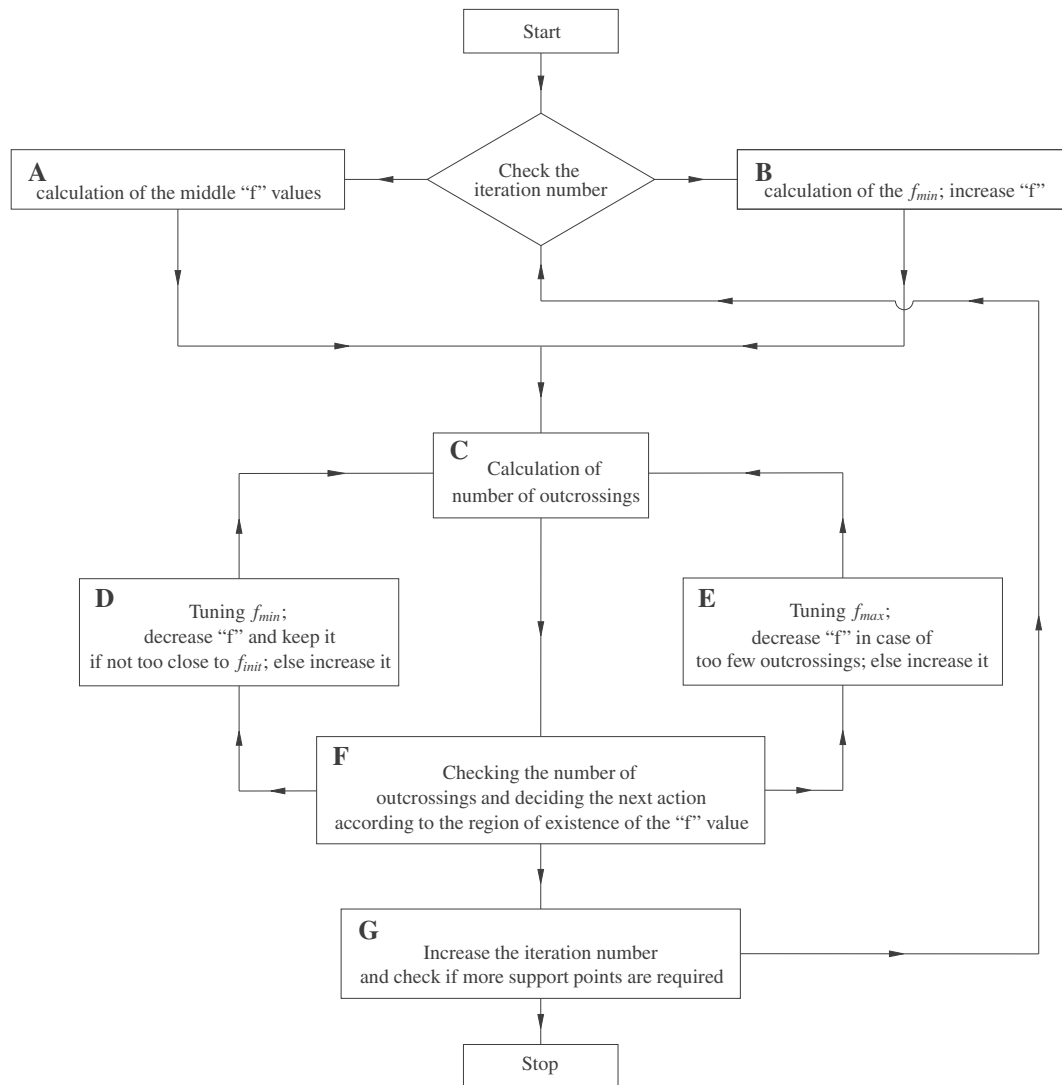 Start
Check the
iteration number
A
calculation of the middle “f” values
B
calculation of the f_min; increase “f”
C
Calculation of
number of outcrossings
D
Tuning f_min;
decrease “f” and keep it
if not too close to f_init; else increase it
E
Tuning f_max;
decrease “f” in case of
too few outcrossings; else increase it
F
Checking the number of
outcrossings and deciding the next action
according to the region of existence of the “f” value
G
Increase the iteration number
and check if more support points are required
Stop